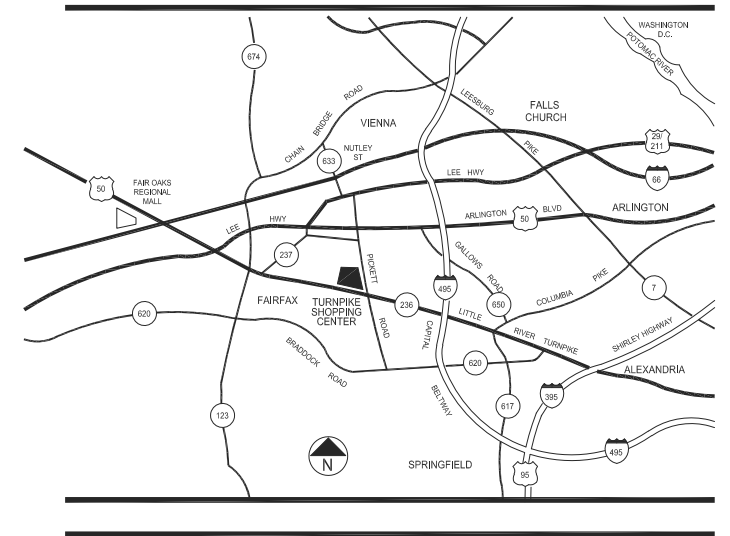 WASHINGTON
D.C.
POTOMAC RIVER
674
CHAIN BRIDGE ROAD
VIENNA
LEESBURG PIKE
FALLS
CHURCH
29/
211
633
NUTLEY
ST
LEE HWY
66
50
FAIR OAKS
REGIONAL
MALL
LEE HWY
ARLINGTON BLVD
50
ARLINGTON
237
PICKETT ROAD
GALLOWS ROAD
495
650
COLUMBIA PIKE
7
FAIRFAX
TURNPIKE
SHOPPING
CENTER
236
LITTLE RIVER TURNPIKE
620
BRADDOCK ROAD
CAPITAL BELTWAY
620
SHIRLEY HIGHWAY
ALEXANDRIA
123
617
395
N
SPRINGFIELD
95
495